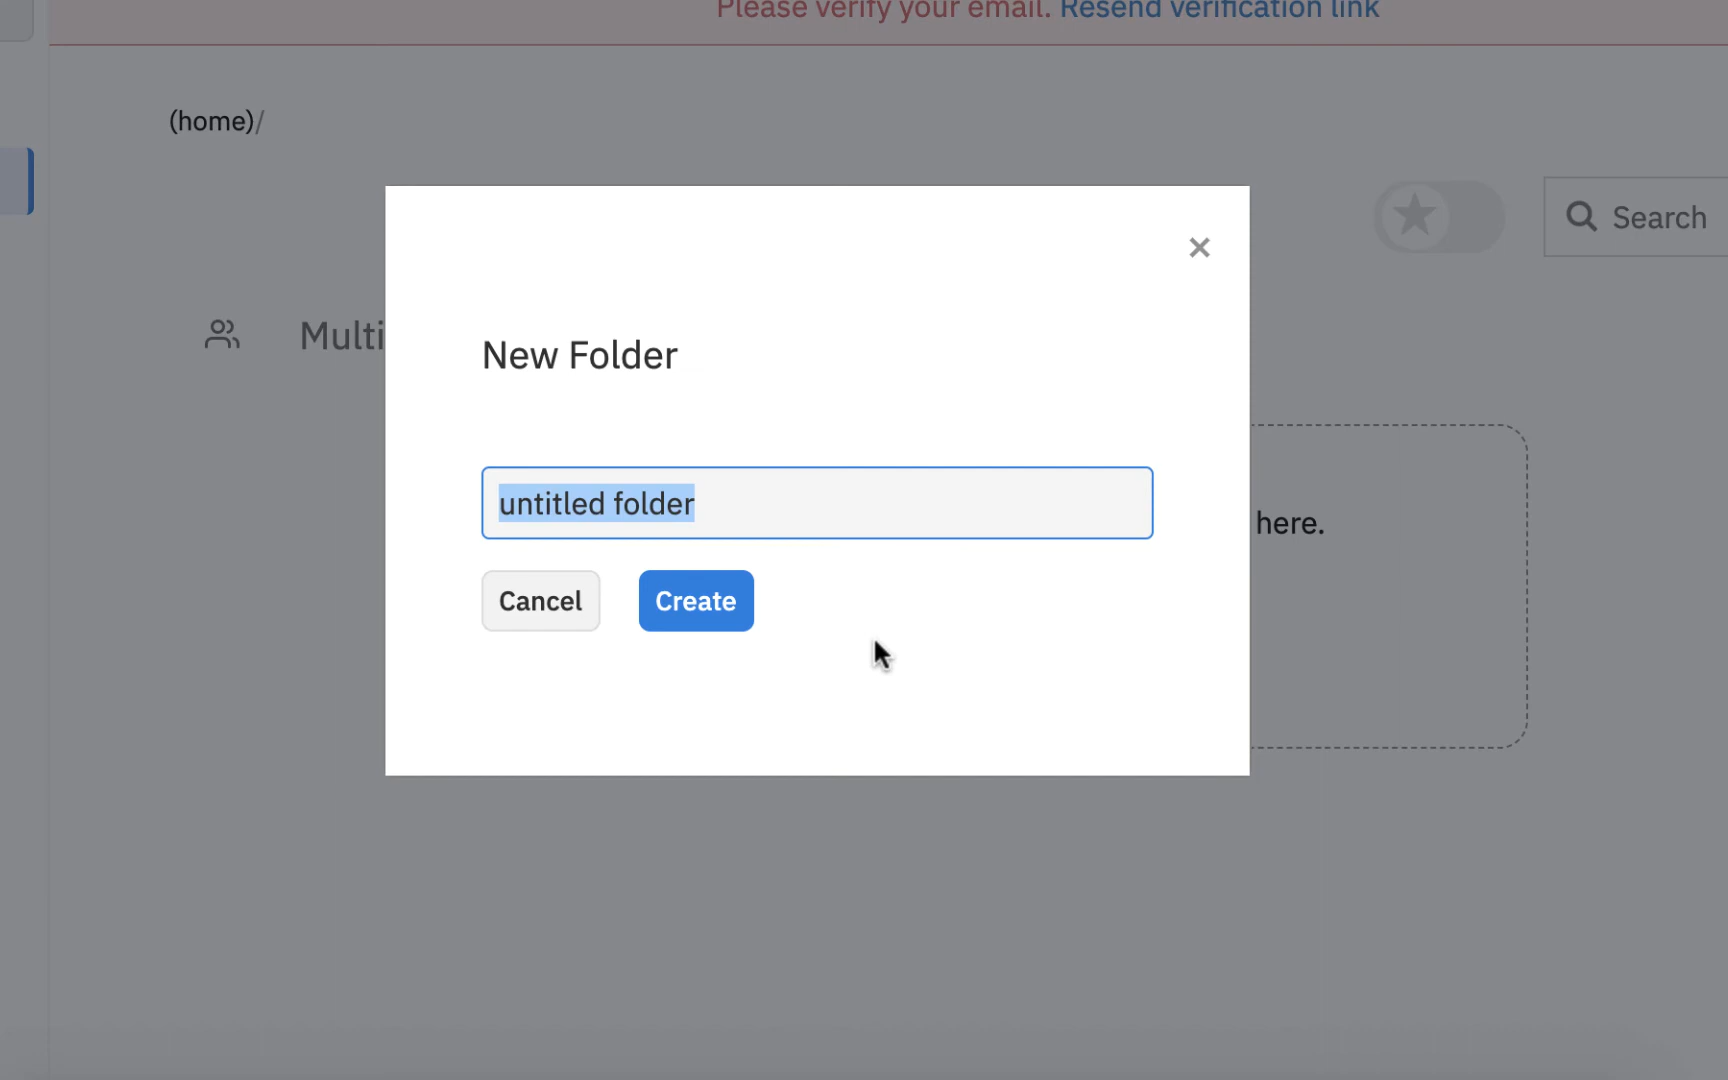 Please verify your email. Resend verification link
(home)/
Search
Multi
New Folder
untitled folder
here.
Cancel Create